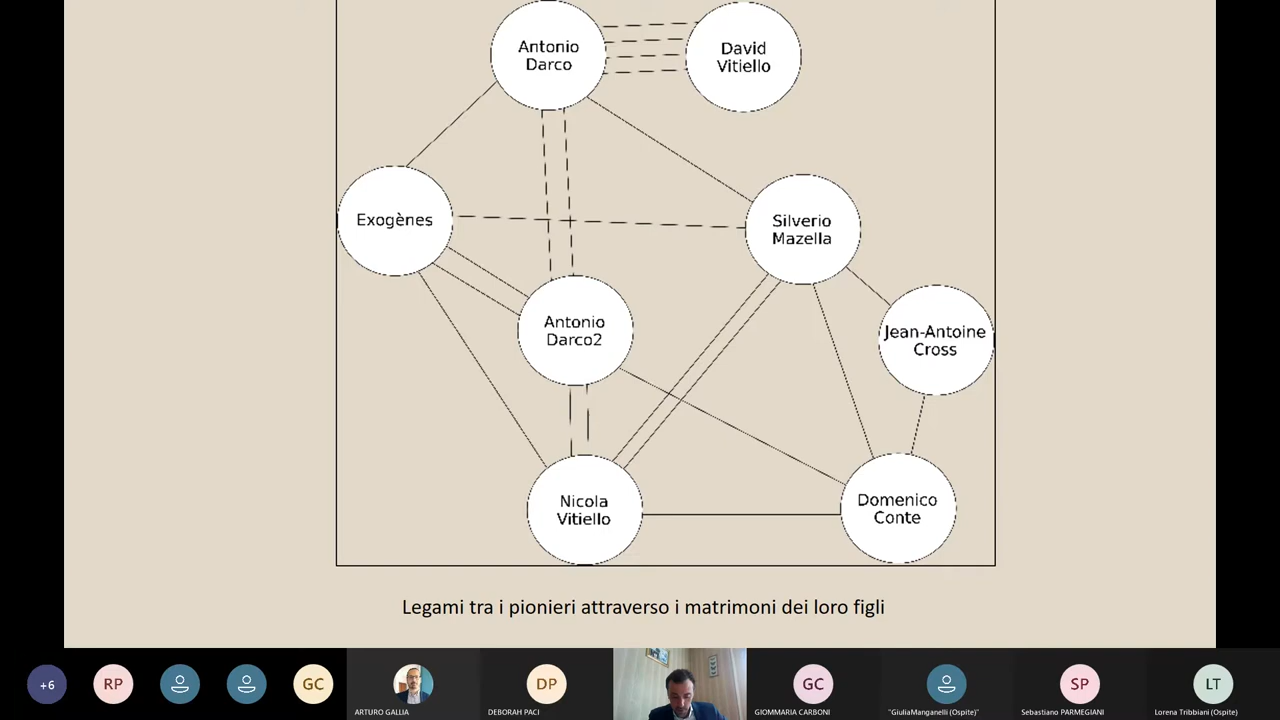 Antonio
Darco
David
Vitiello
Exogènes
Silverio
Mazella
Antonio
Darco2
Jean-Antoine
Cross
Nicola
Vitiello
Domenico
Conte
Legami tra i pionieri attraverso i matrimoni dei loro figli
+6
RP
GC
ARTURO GALLIA
DP
DEBORAH PACI
GC
GIOMMARIA CARBONI
"GiuliaManganelli (Ospite)"
SP
Sebastiano PARMEGIANI
LT
Lorena Tribbiani (Ospite)